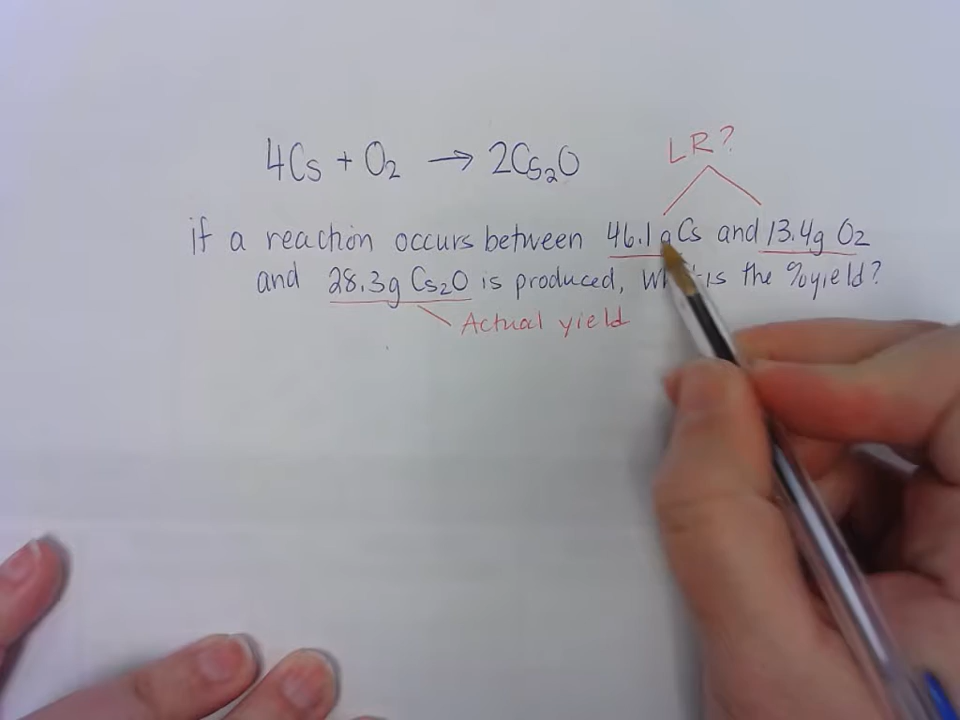 LR?
4Cs + O₂ → 2Cs₂O
if a reaction occurs between 46.1g Cs and 13.4g O₂
and 28.3g Cs₂O is produced, is the % yield?
Actual yield